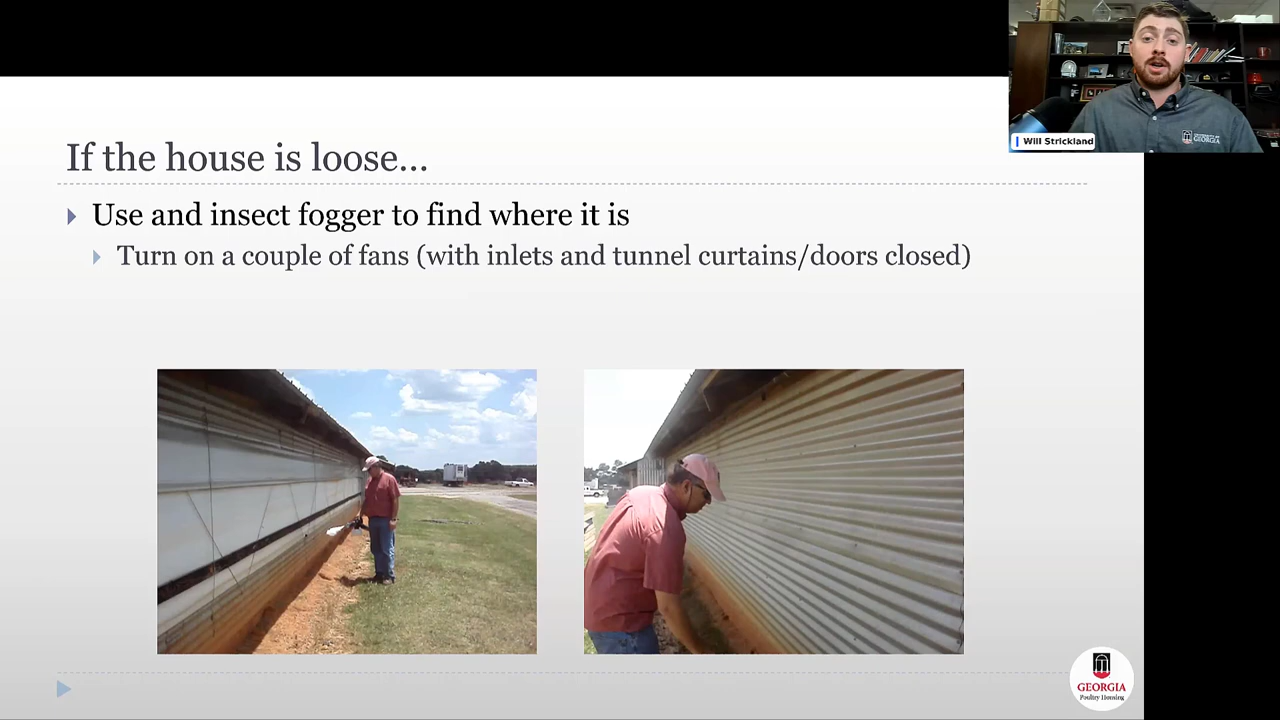 If the house is loose...
Use and insect fogger to find where it is
Turn on a couple of fans (with inlets and tunnel curtains/doors closed)
Will Strickland
GEORGIA
GEORGIA
Poultry Housing